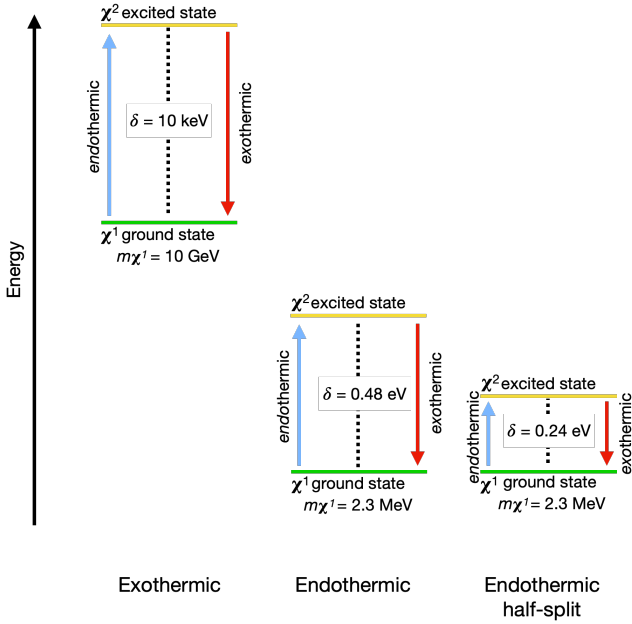 Energy
χ² excited state
endothermic
δ = 10 keV
exothermic
χ¹ ground state
mχ¹ = 10 GeV
Exothermic
χ² excited state
endothermic
δ = 0.48 eV
exothermic
χ¹ ground state
mχ¹ = 2.3 MeV
Endothermic
χ² excited state
endothermic
δ = 0.24 eV
exothermic
χ¹ ground state
mχ¹ = 2.3 MeV
Endothermic
half-split